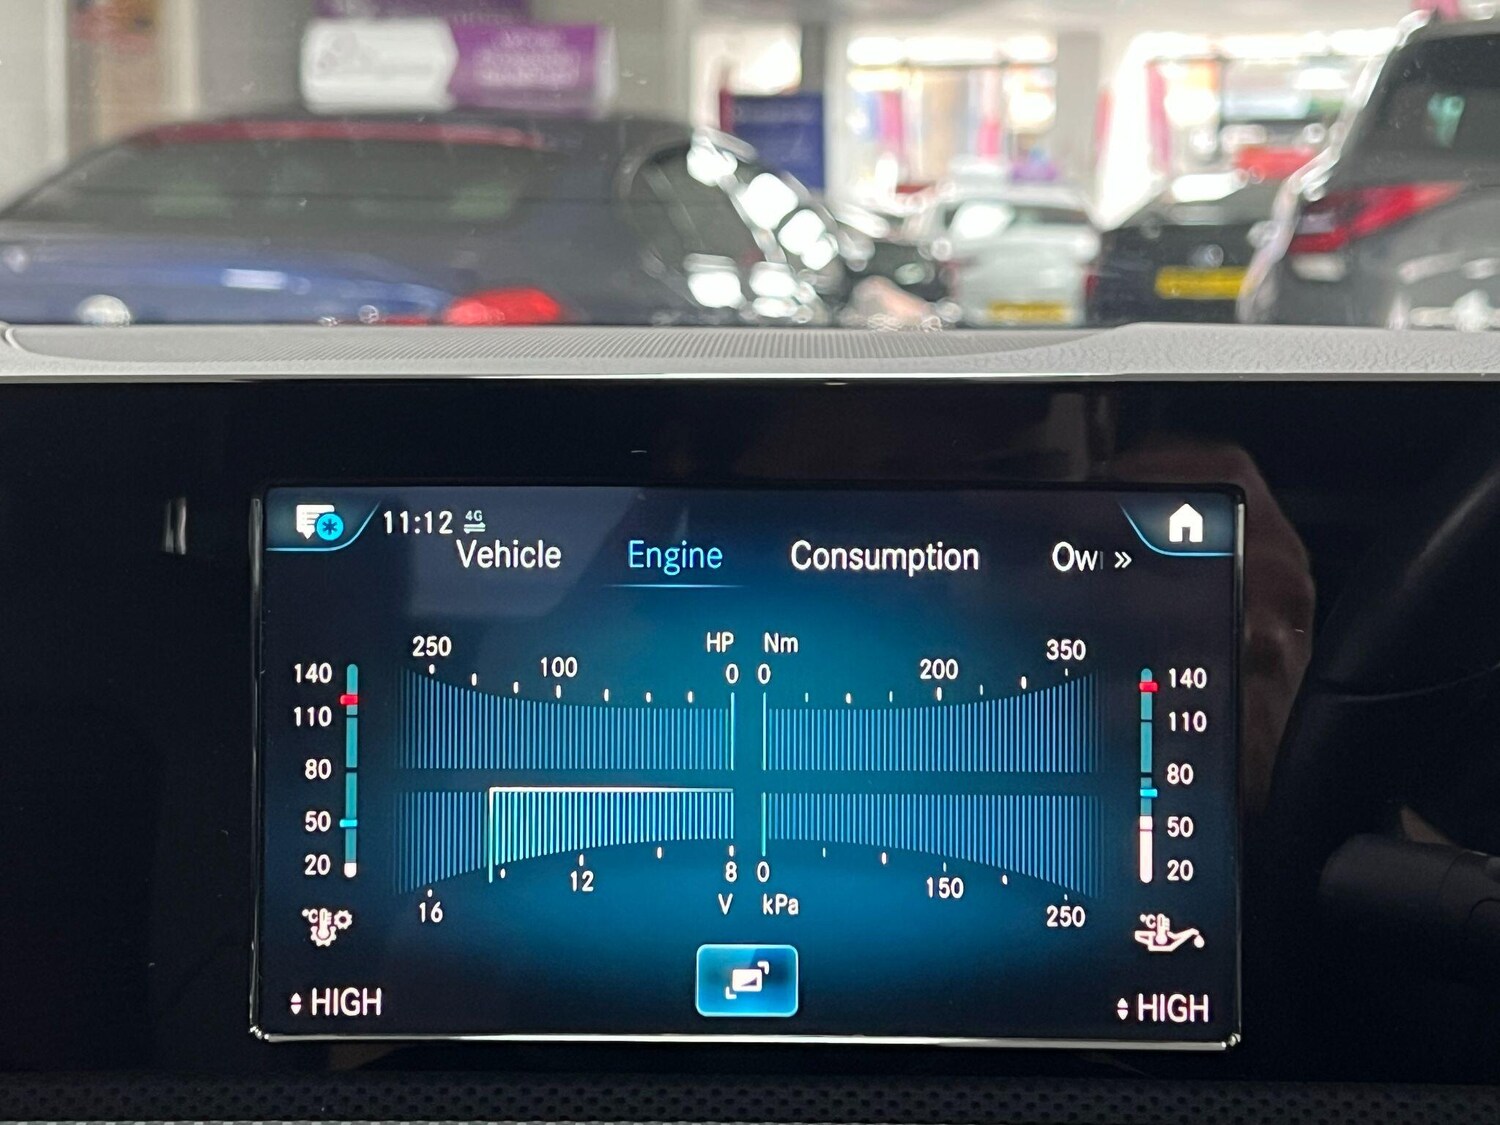 11:12 4G
Vehicle Engine Consumption Ow »
250 100 HP 0
Nm 0 200 350
140
110
80
50
20
°C
140
110
80
50
20
°C
16 12 8 V
0 kPa 150 250
HIGH
HIGH